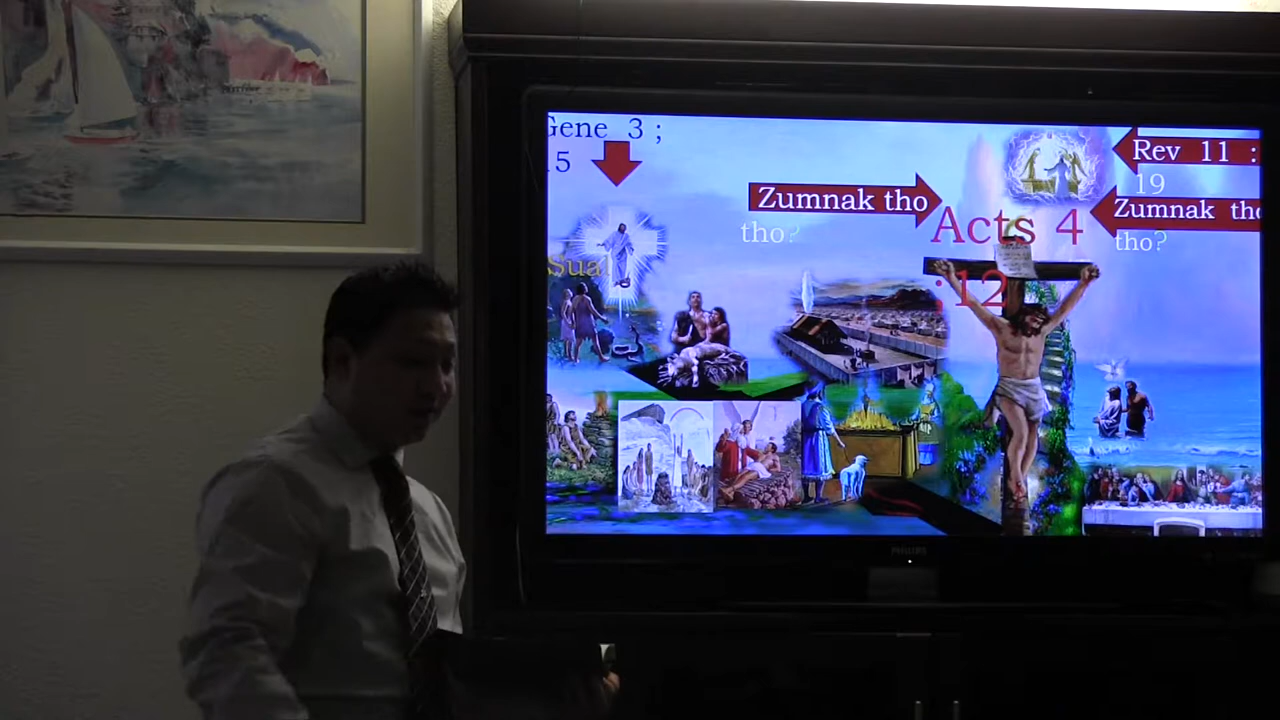 Gene 3 ;
15
Zumnak tho
tho?
Rev 11 :
19
Acts 4
;12
Zumnak tho
tho?
Sua
PHILIPS